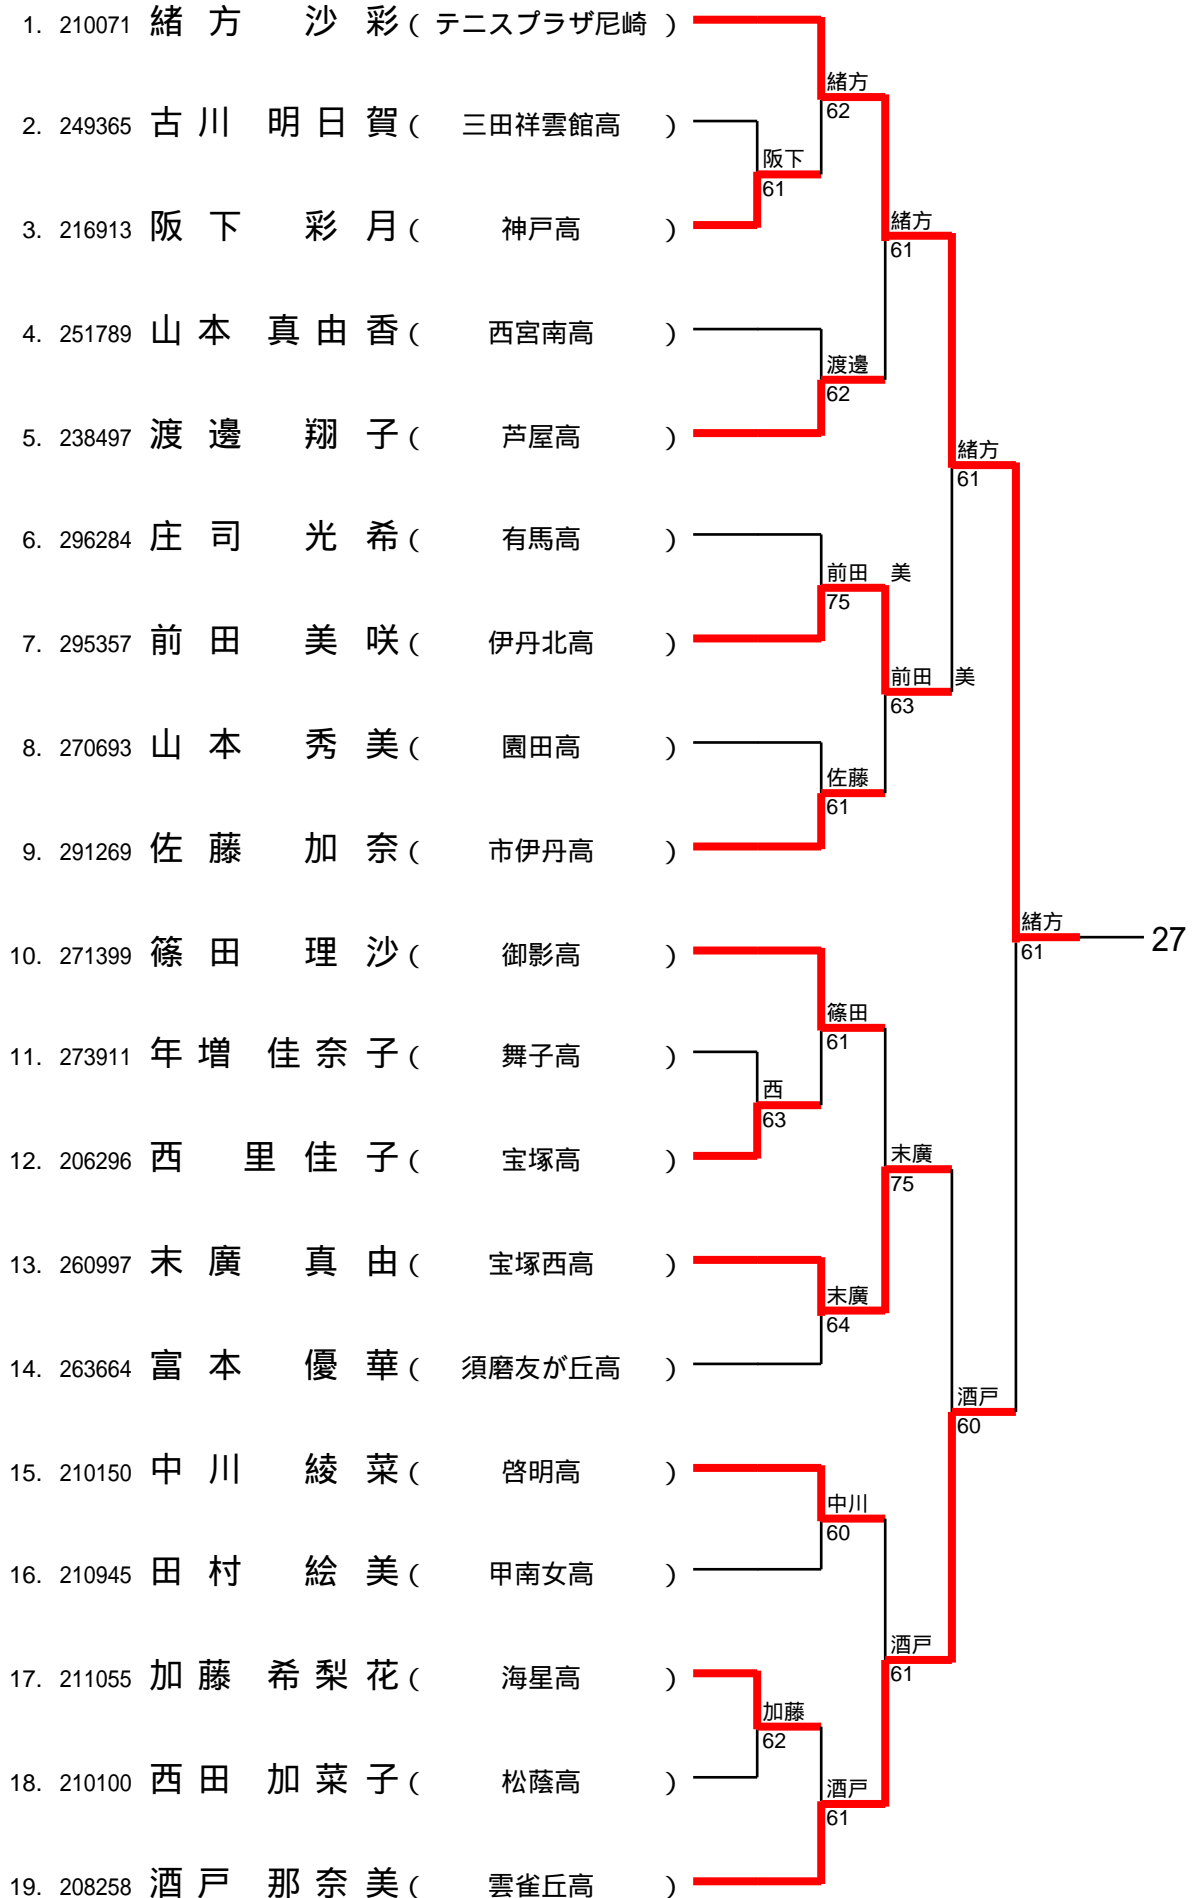 1. 210071 緒方 沙彩 ( テニスプラザ尼崎 )
緒方
62
2. 249365 古川 明日賀 ( 三田祥雲館高 )
阪下
61
3. 216913 阪下 彩月 ( 神戸高 )
緒方
61
4. 251789 山本 真由香 ( 西宮南高 )
渡邊
62
5. 238497 渡邊 翔子 ( 芦屋高 )
緒方
61
6. 296284 庄司 光希 ( 有馬高 )
前田 美
75
7. 295357 前田 美咲 ( 伊丹北高 )
前田 美
63
8. 270693 山本 秀美 ( 園田高 )
佐藤
61
9. 291269 佐藤 加奈 ( 市伊丹高 )
緒方
61
27
10. 271399 篠田 理沙 ( 御影高 )
篠田
61
11. 273911 年増 佳奈子 ( 舞子高 )
西
63
12. 206296 西 里佳子 ( 宝塚高 )
末廣
75
13. 260997 末廣 真由 ( 宝塚西高 )
末廣
64
14. 263664 富本 優華 ( 須磨友が丘高 )
酒戸
60
15. 210150 中川 綾菜 ( 啓明高 )
中川
60
16. 210945 田村 絵美 ( 甲南女高 )
酒戸
61
17. 211055 加藤 希梨花 ( 海星高 )
加藤
62
18. 210100 西田 加菜子 ( 松蔭高 )
酒戸
61
19. 208258 酒戸 那奈美 ( 雲雀丘高 )